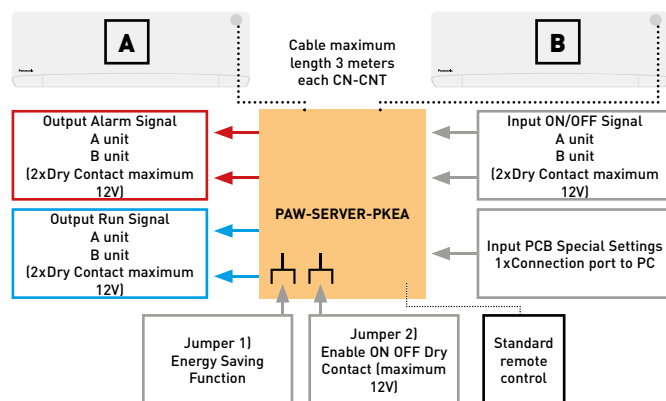 A
B
Panasonic
Panasonic
Cable maximum
length 3 meters
each CN-CNT
Output Alarm Signal
A unit
B unit
(2xDry Contact maximum
12V)
Input ON/OFF Signal
A unit
B unit
(2xDry Contact maximum
12V)
PAW-SERVER-PKEA
Output Run Signal
A unit
B unit
(2xDry Contact maximum
12V)
Input PCB Special Settings
1xConnection port to PC
Jumper 1)
Energy Saving
Function
Jumper 2)
Enable ON OFF Dry
Contact (maximum
12V)
Standard
remote
control